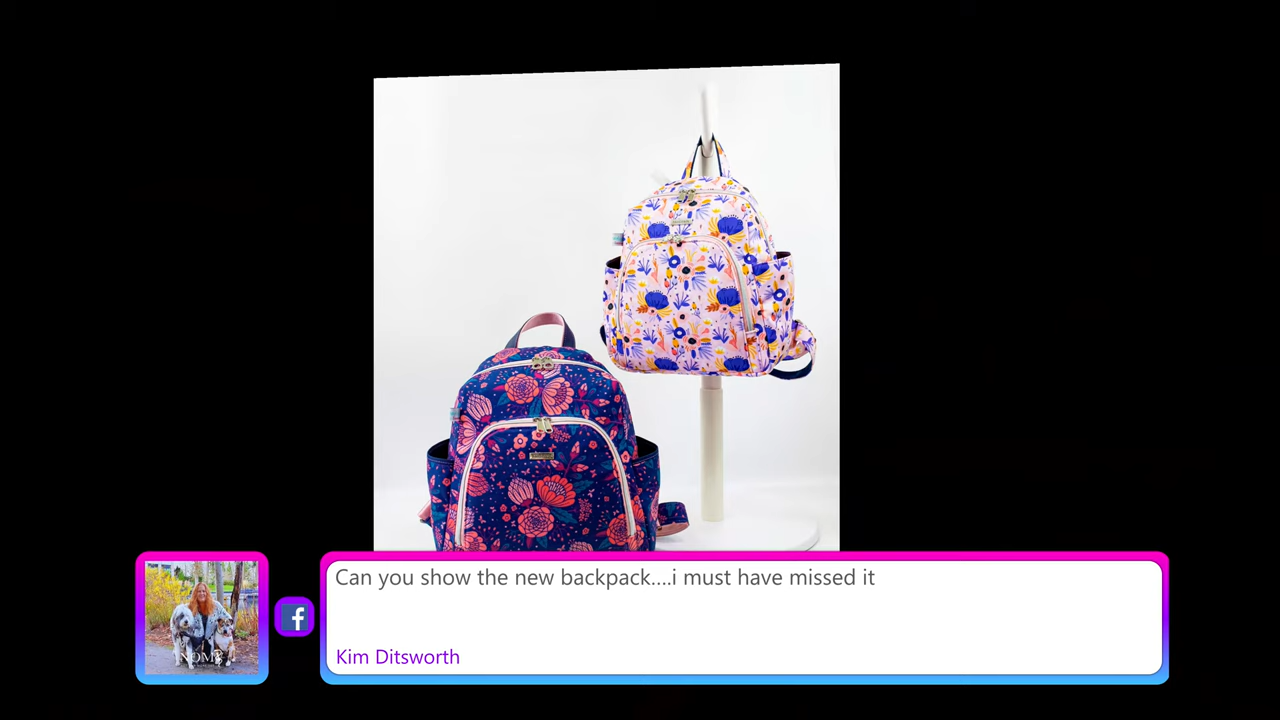 Can you show the new backpack....i must have missed it
Kim Ditsworth